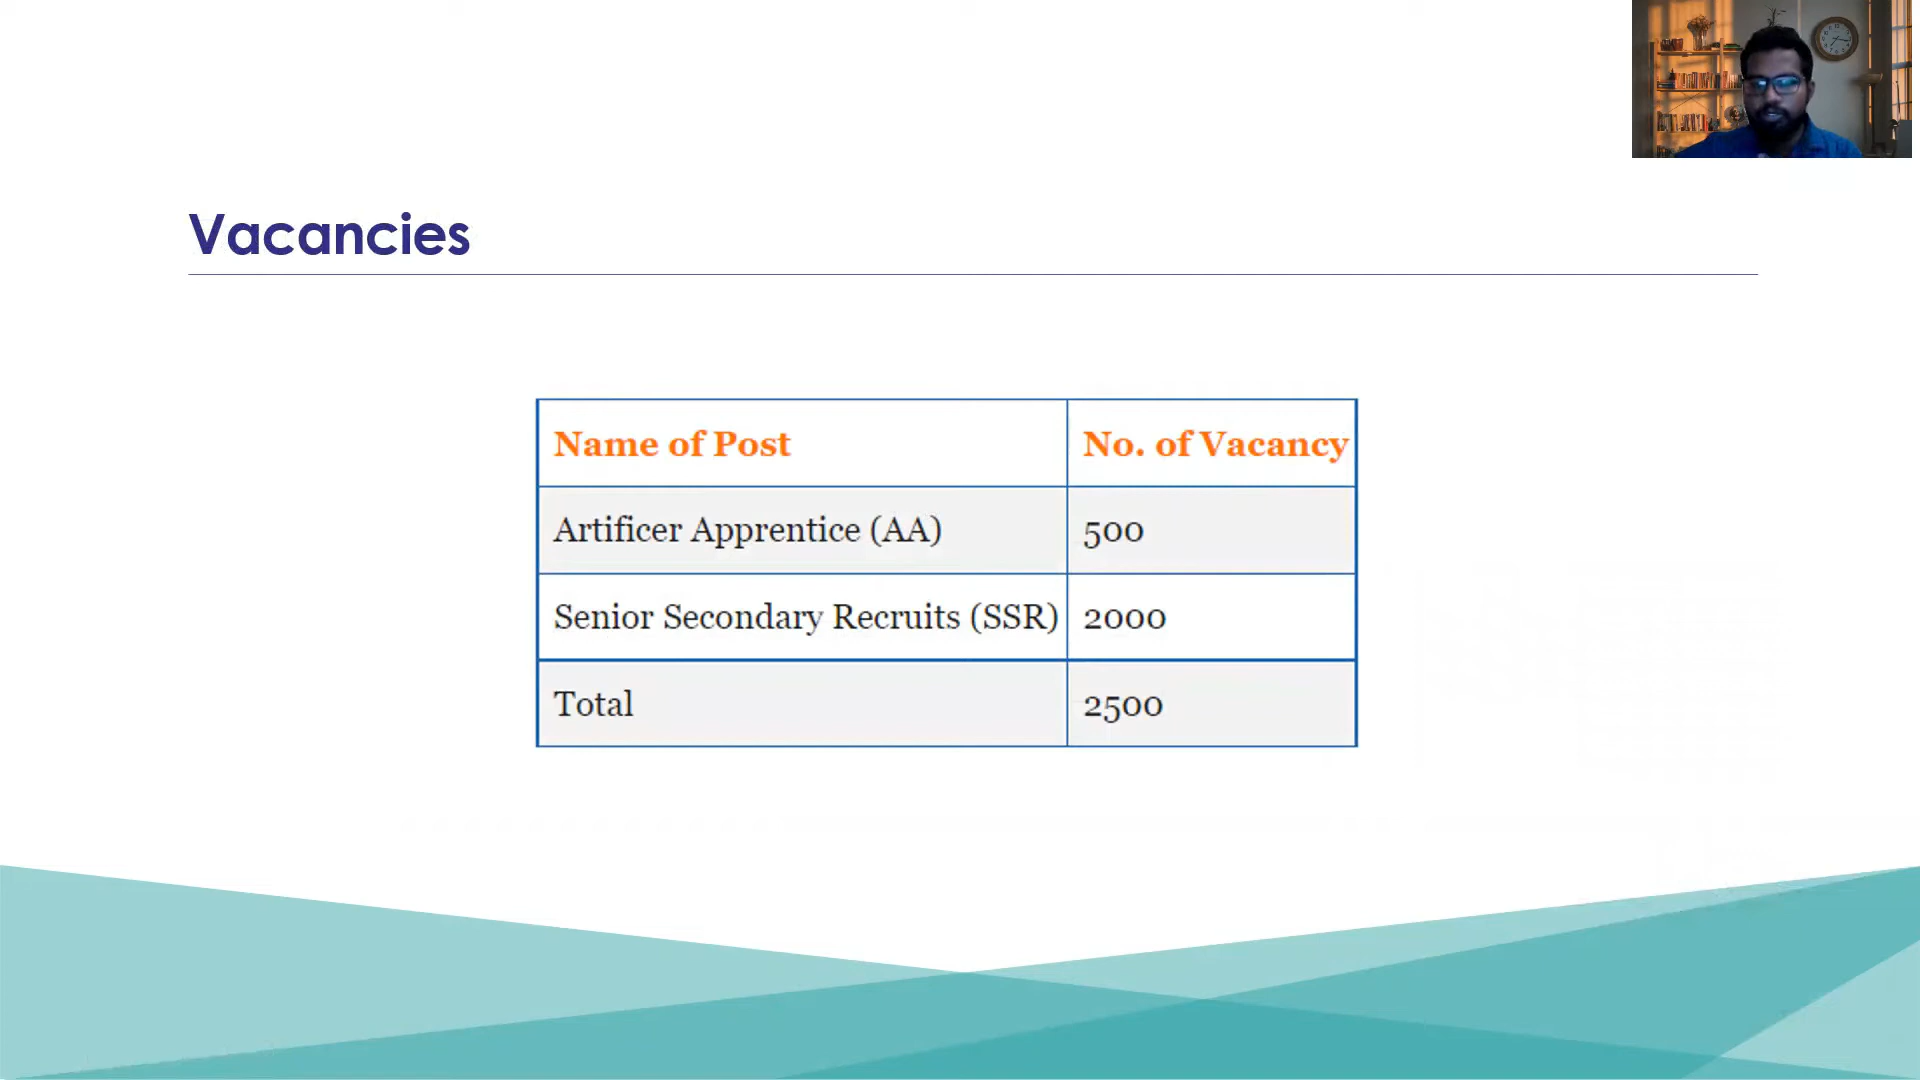 Vacancies
Name of Post No. of Vacancy
Artificer Apprentice (AA) 500
Senior Secondary Recruits (SSR) 2000
Total 2500